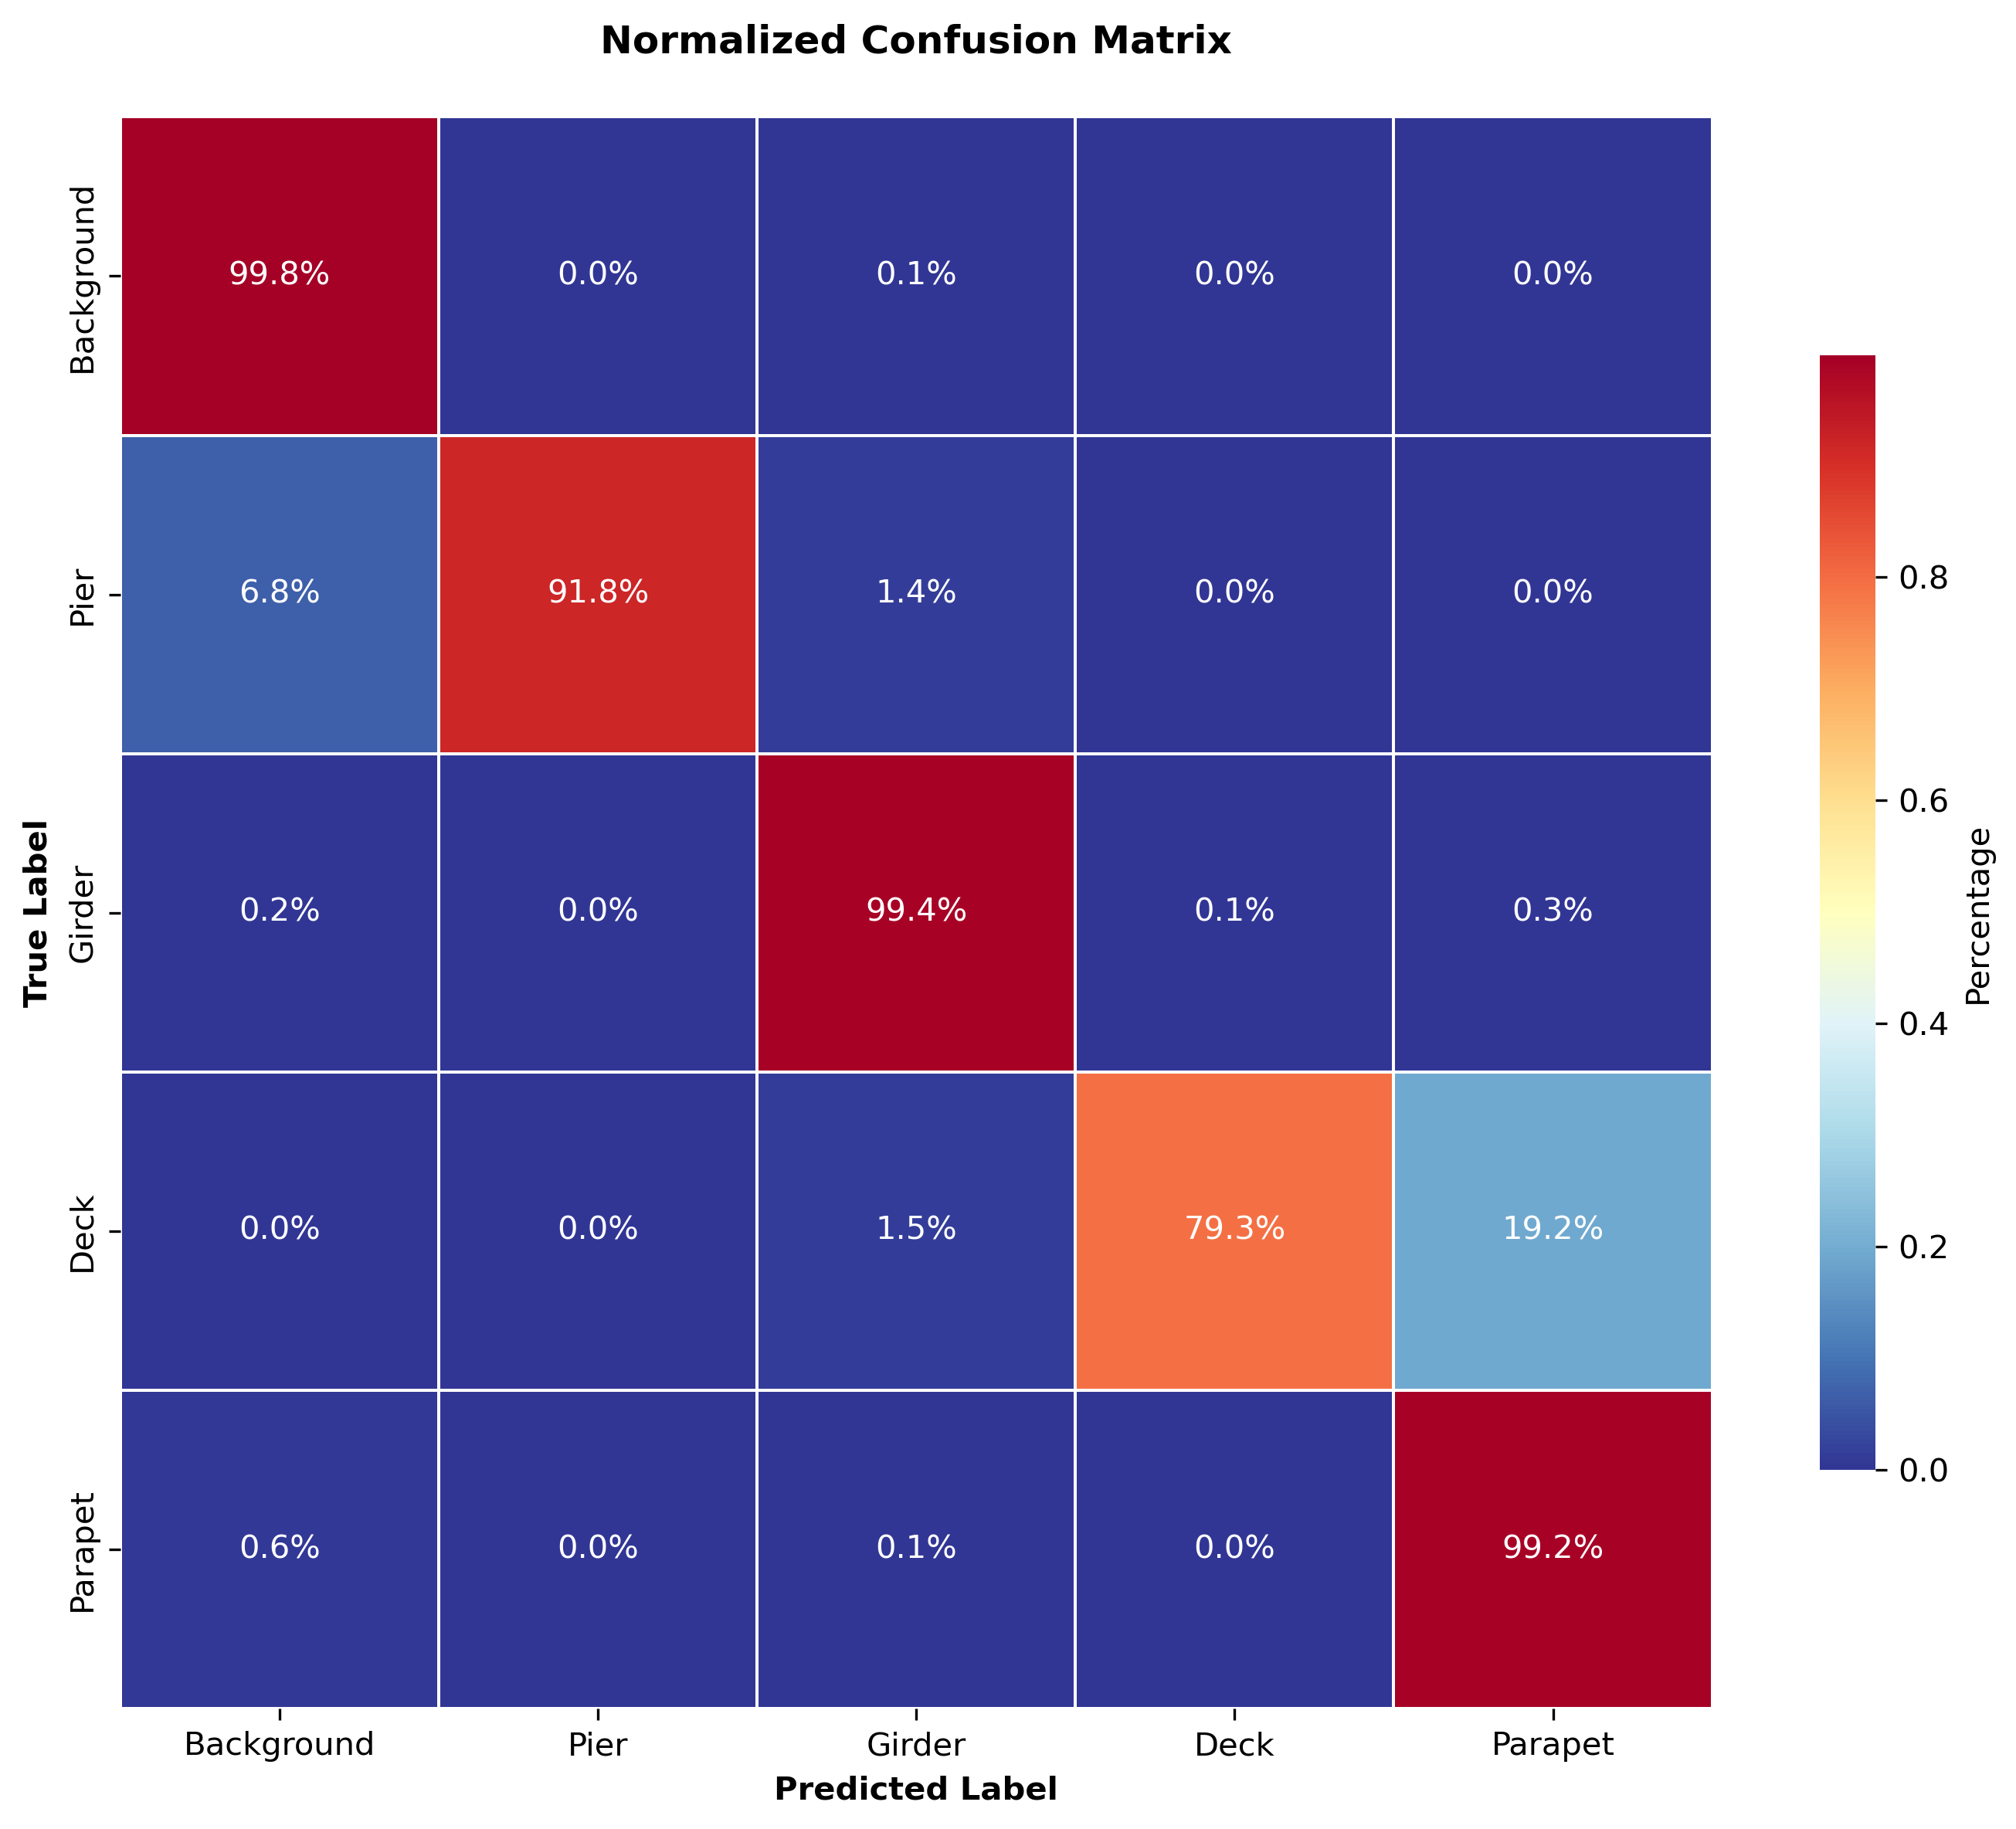 Normalized Confusion Matrix
True Label
Background
99.8% 0.0% 0.1% 0.0% 0.0%
Pier
6.8% 91.8% 1.4% 0.0% 0.0%
Girder
0.2% 0.0% 99.4% 0.1% 0.3%
Deck
0.0% 0.0% 1.5% 79.3% 19.2%
Parapet
0.6% 0.0% 0.1% 0.0% 99.2%
Background Pier Girder Deck Parapet
Predicted Label
0.8
0.6
0.4
0.2
0.0
Percentage